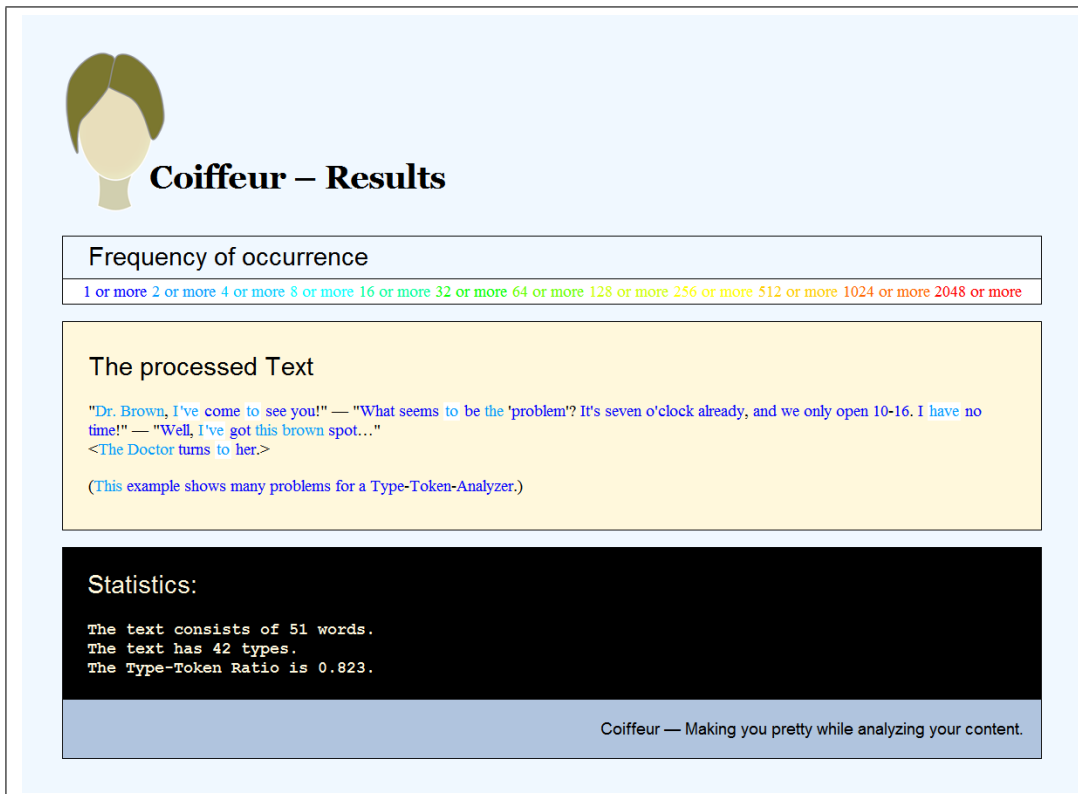 Coiffeur – Results
Frequency of occurrence
1 or more 2 or more 4 or more 8 or more 16 or more 32 or more 64 or more 128 or more 256 or more 512 or more 1024 or more 2048 or more
The processed Text
"Dr. Brown, I've come to see you!" — "What seems to be the 'problem'? It's seven o'clock already, and we only open 10-16. I have no
time!" — "Well, I've got this brown spot…"
<The Doctor turns to her.>
(This example shows many problems for a Type-Token-Analyzer.)
Statistics:
The text consists of 51 words.
The text has 42 types.
The Type-Token Ratio is 0.823.
Coiffeur — Making you pretty while analyzing your content.